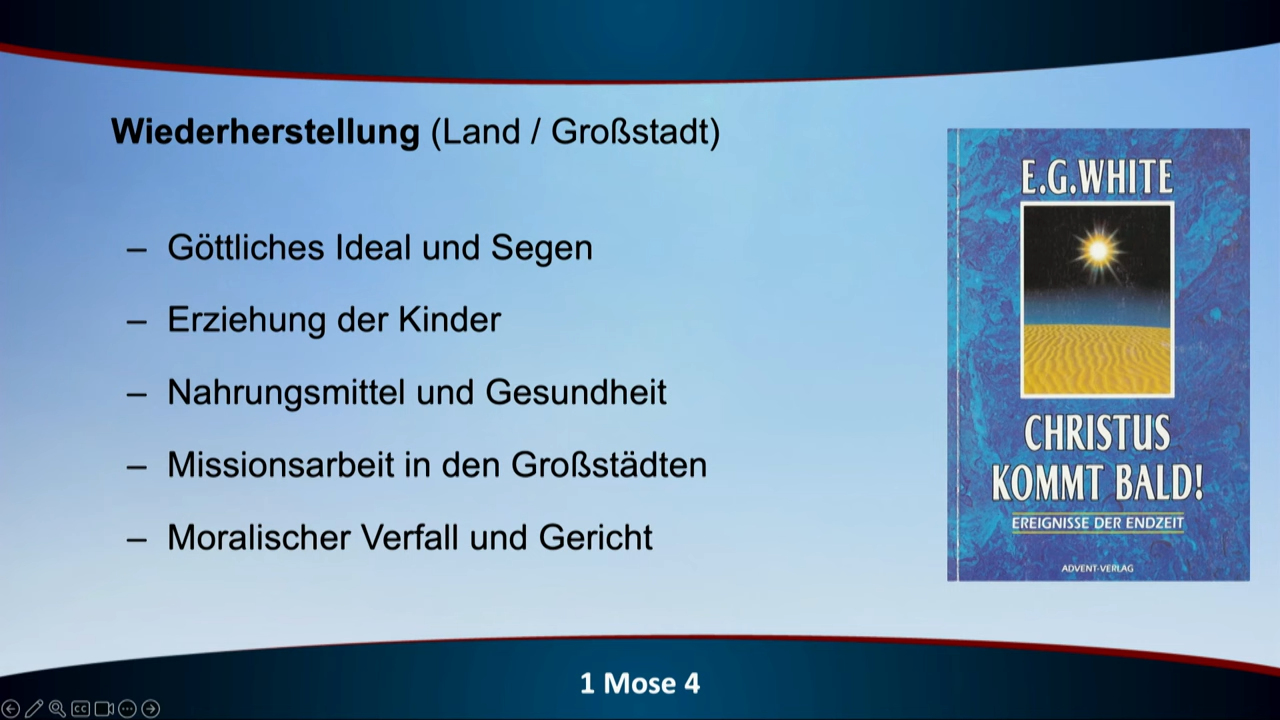 Wiederherstellung (Land / Großstadt)
– Göttliches Ideal und Segen
– Erziehung der Kinder
– Nahrungsmittel und Gesundheit
– Missionsarbeit in den Großstädten
– Moralischer Verfall und Gericht
E.G.WHITE
CHRISTUS
KOMMT BALD!
EREIGNISSE DER ENDZEIT
ADVENT-VERLAG
1 Mose 4
CC